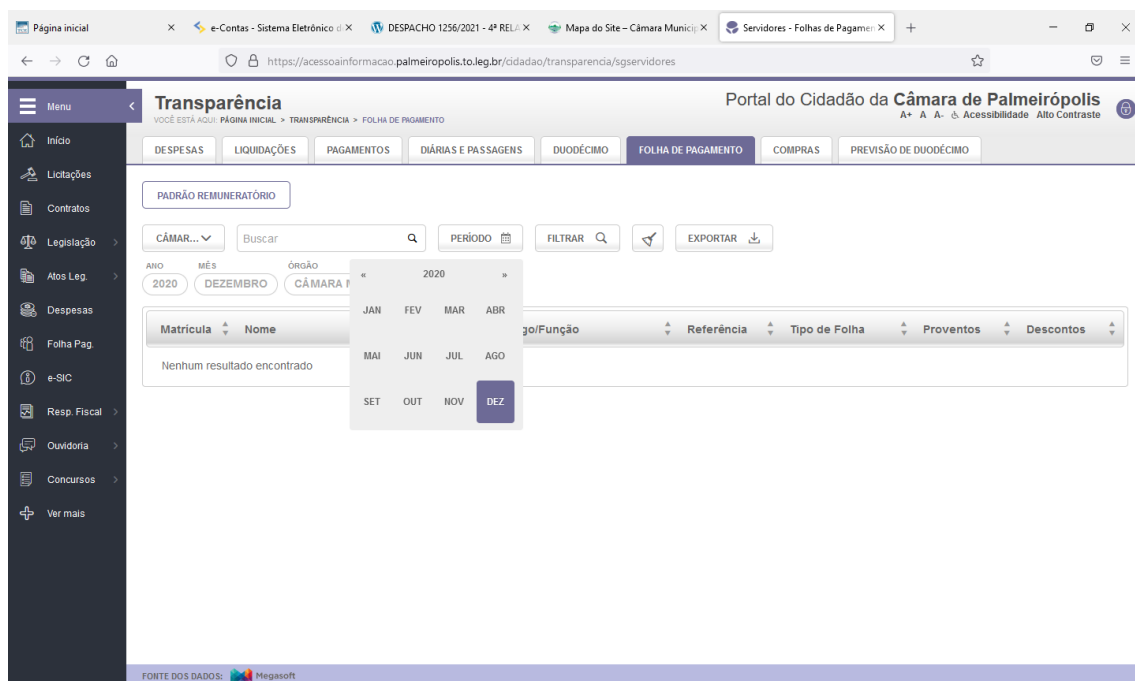 Página inicial
e-Contas - Sistema Eletrônico d
DESPACHO 1256/2021 - 4ª RELA
Mapa do Site – Câmara Municip
Servidores - Folhas de Pagamen
https://acessoainformacao.palmeiropolis.to.leg.br/cidadao/transparencia/sgservidores
Menu
Início
Licitações
Contratos
Legislação
Atos Leg.
Despesas
Folha Pag.
e-SIC
Resp. Fiscal
Ouvidoria
Concursos
Ver mais
Transparência
VOCÊ ESTÁ AQUI: PÁGINA INICIAL > TRANSPARÊNCIA > FOLHA DE PAGAMENTO
Portal do Cidadão da Câmara de Palmeirópolis
A+ A A- Acessibilidade Alto Contraste
DESPESAS LIQUIDAÇÕES PAGAMENTOS DIÁRIAS E PASSAGENS DUODÉCIMO FOLHA DE PAGAMENTO COMPRAS PREVISÃO DE DUODÉCIMO
PADRÃO REMUNERATÓRIO
CÂMAR... Buscar PERÍODO FILTRAR EXPORTAR
ANO MÊS ÓRGÃO
2020 DEZEMBRO CÂMARA M
« 2020 »
JAN FEV MAR ABR
MAI JUN JUL AGO
SET OUT NOV DEZ
Matricula Nome go/Função Referência Tipo de Folha Proventos Descontos
Nenhum resultado encontrado
FONTE DOS DADOS: Megasoft